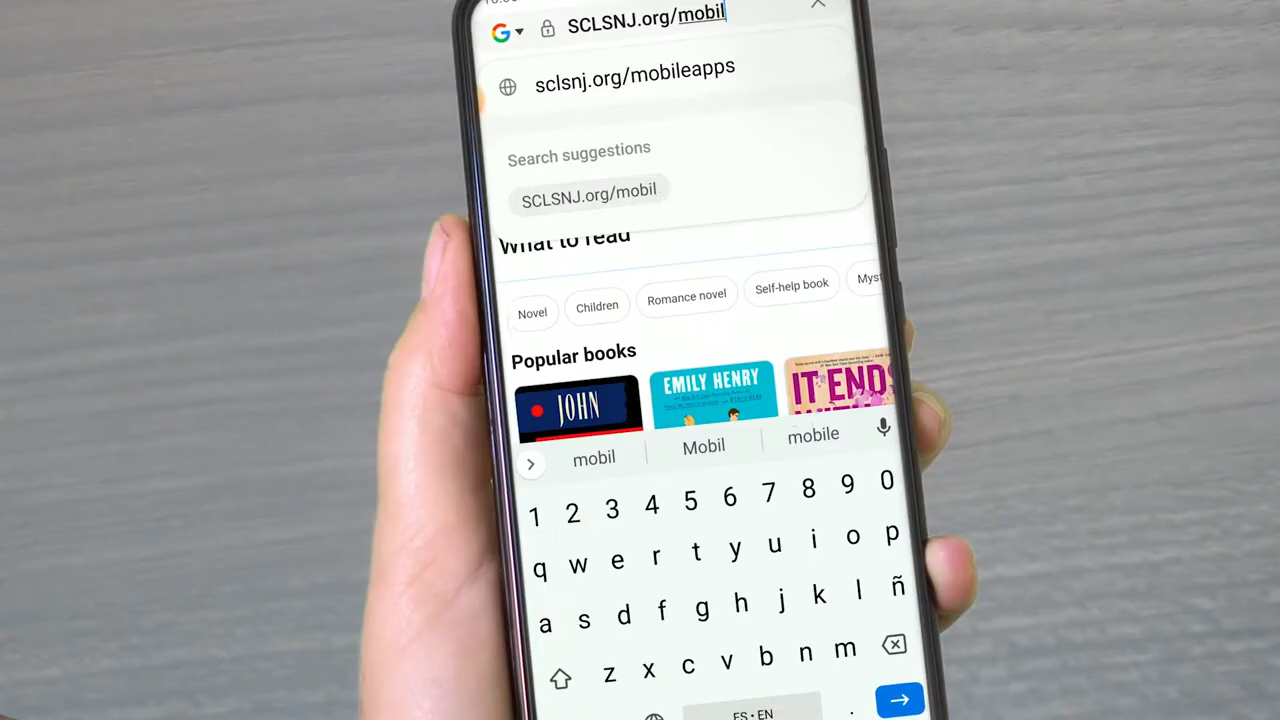 SCLSNJ.org/mobil
sclsnj.org/mobileapps
Search suggestions
SCLSNJ.org/mobil
What to read
Novel Children Romance novel Self-help book Myst
Popular books
JOHN EMILY HENRY IT ENDS
WITH
mobil Mobil mobile
1 2 3 4 5 6 7 8 9 0
q w e r t y u i o p
a s d f g h j k l ñ
z x c v b n m
ES • EN .